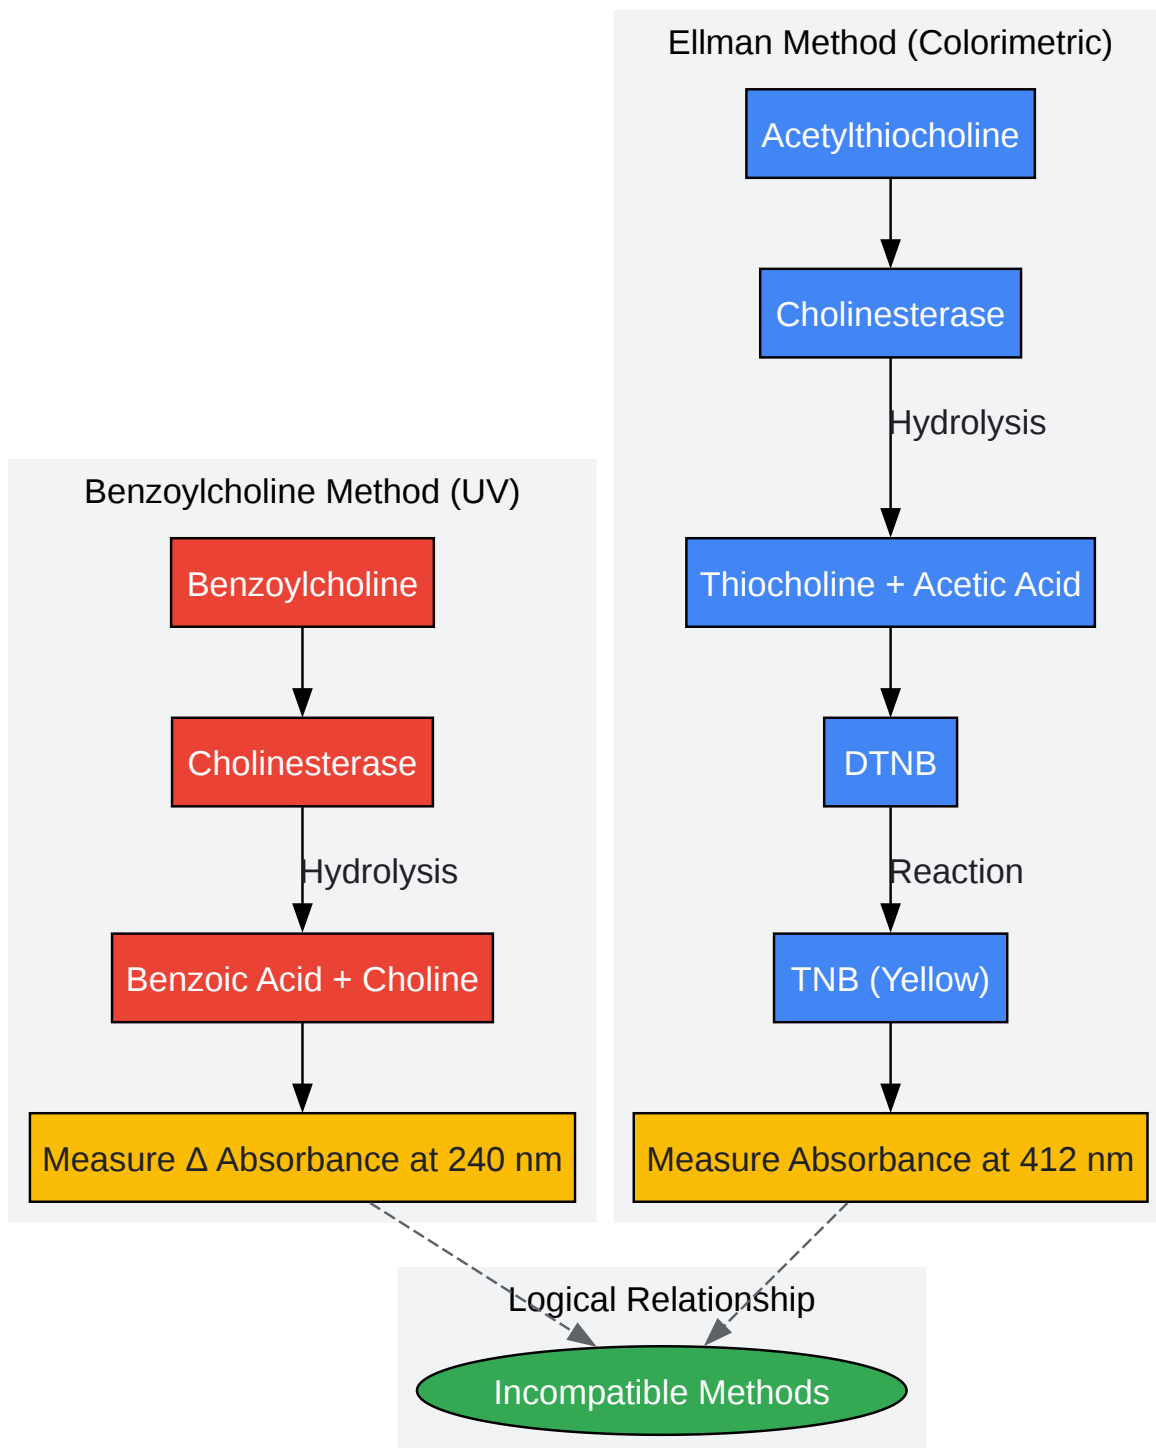 Ellman Method (Colorimetric)
Acetylthiocholine
Cholinesterase
Hydrolysis
Thiocholine + Acetic Acid
DTNB
Reaction
TNB (Yellow)
Measure Absorbance at 412 nm
Benzoylcholine Method (UV)
Benzoylcholine
Cholinesterase
Hydrolysis
Benzoic Acid + Choline
Measure Δ Absorbance at 240 nm
Logical Relationship
Incompatible Methods